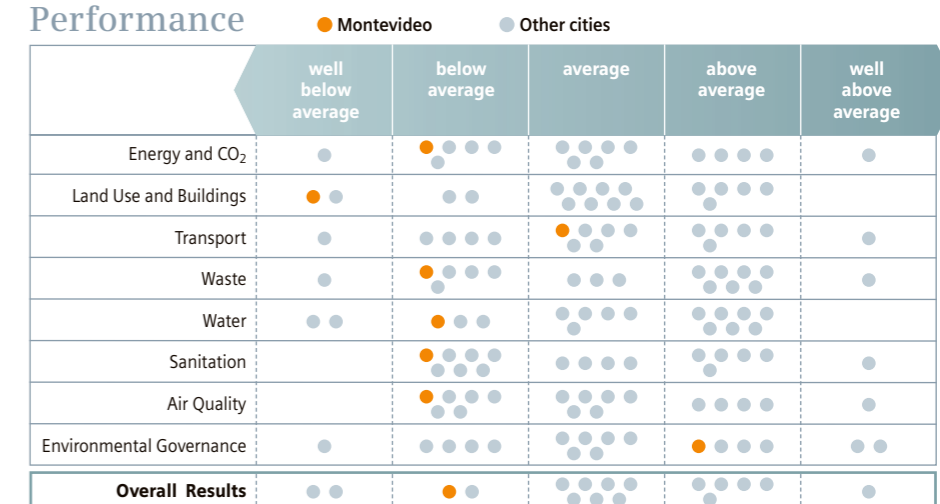 Performance
Montevideo
Other cities
well below average
below average
average
above average
well above average
Energy and CO₂
Land Use and Buildings
Transport
Waste
Water
Sanitation
Air Quality
Environmental Governance
Overall Results